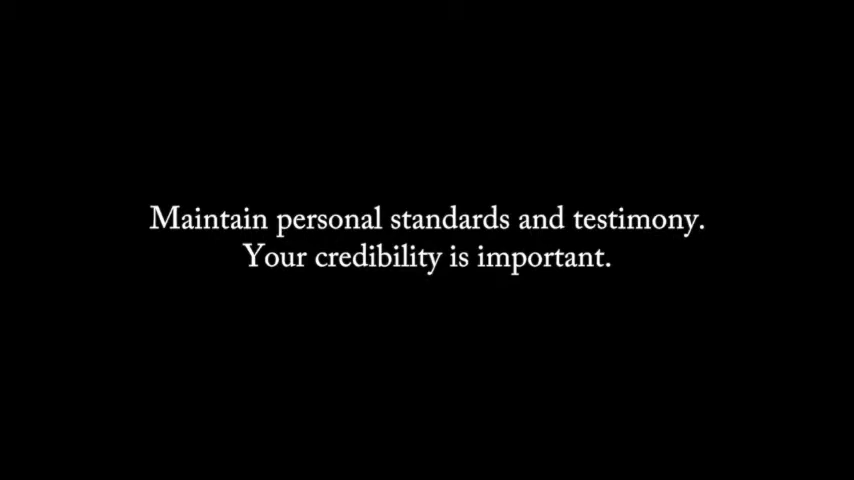 Maintain personal standards and testimony.
Your credibility is important.